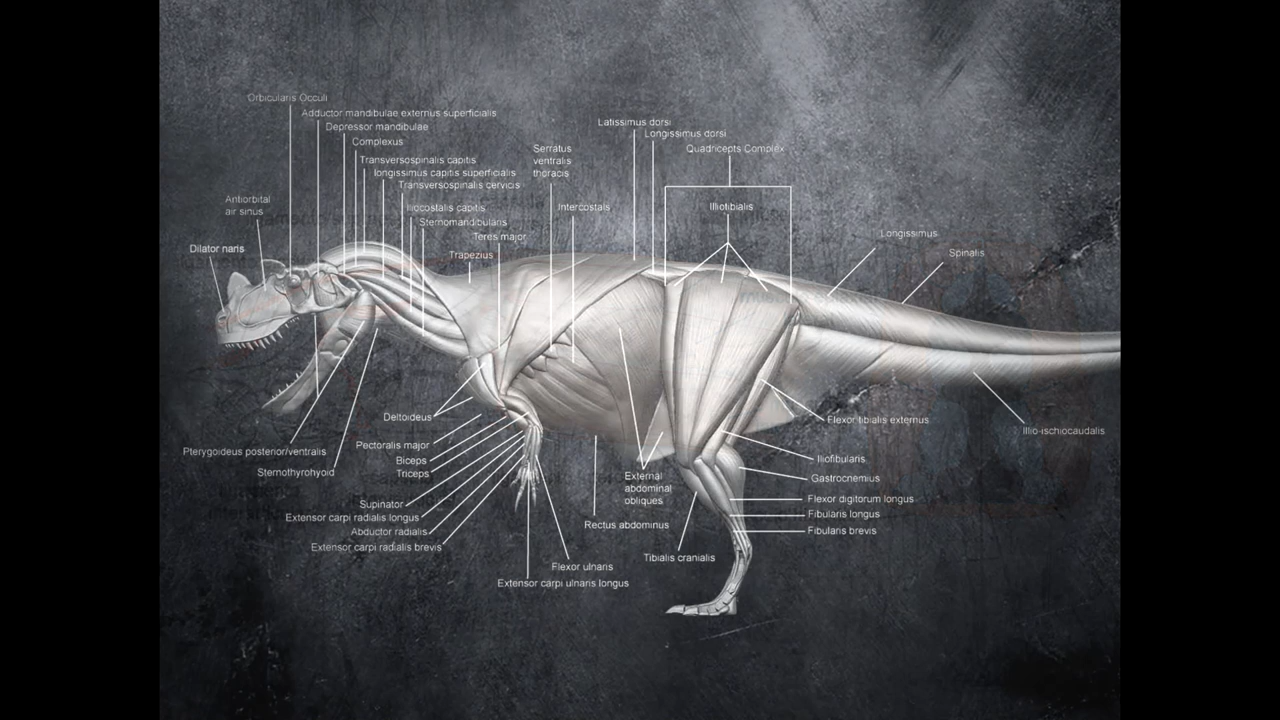 Orbicularis Occuli
Adductor mandibulae externus superficialis
Depressor mandibulae
Complexus
Transversospinalis capitis
longissimus capitis superficialis
Transversospinalis cervicis
Iliocostalis capitis
Sternomandibularis
Teres major
Trapezius
Antiorbital
air sinus
Dilator naris
Serratus
ventralis
thoracis
Intercostals
Latissimus dorsi
Longissimus dorsi
Quadricepts Complex
Illiotibialis
Longissimus
Spinalis
Deltoideus
Pectoralis major
Biceps
Triceps
Pterygoideus posterior/ventralis
Sternothyrohyoid
Supinator
Extensor carpi radialis longus
Abductor radialis
Extensor carpi radialis brevis
Flexor ulnaris
Extensor carpi ulnaris longus
External
abdominal
obliques
Rectus abdominus
Tibialis cranialis
Flexor tibialis externus
Illio-ischiocaudalis
Iliofibularis
Gastrocnemius
Flexor digitorum longus
Fibularis longus
Fibularis brevis